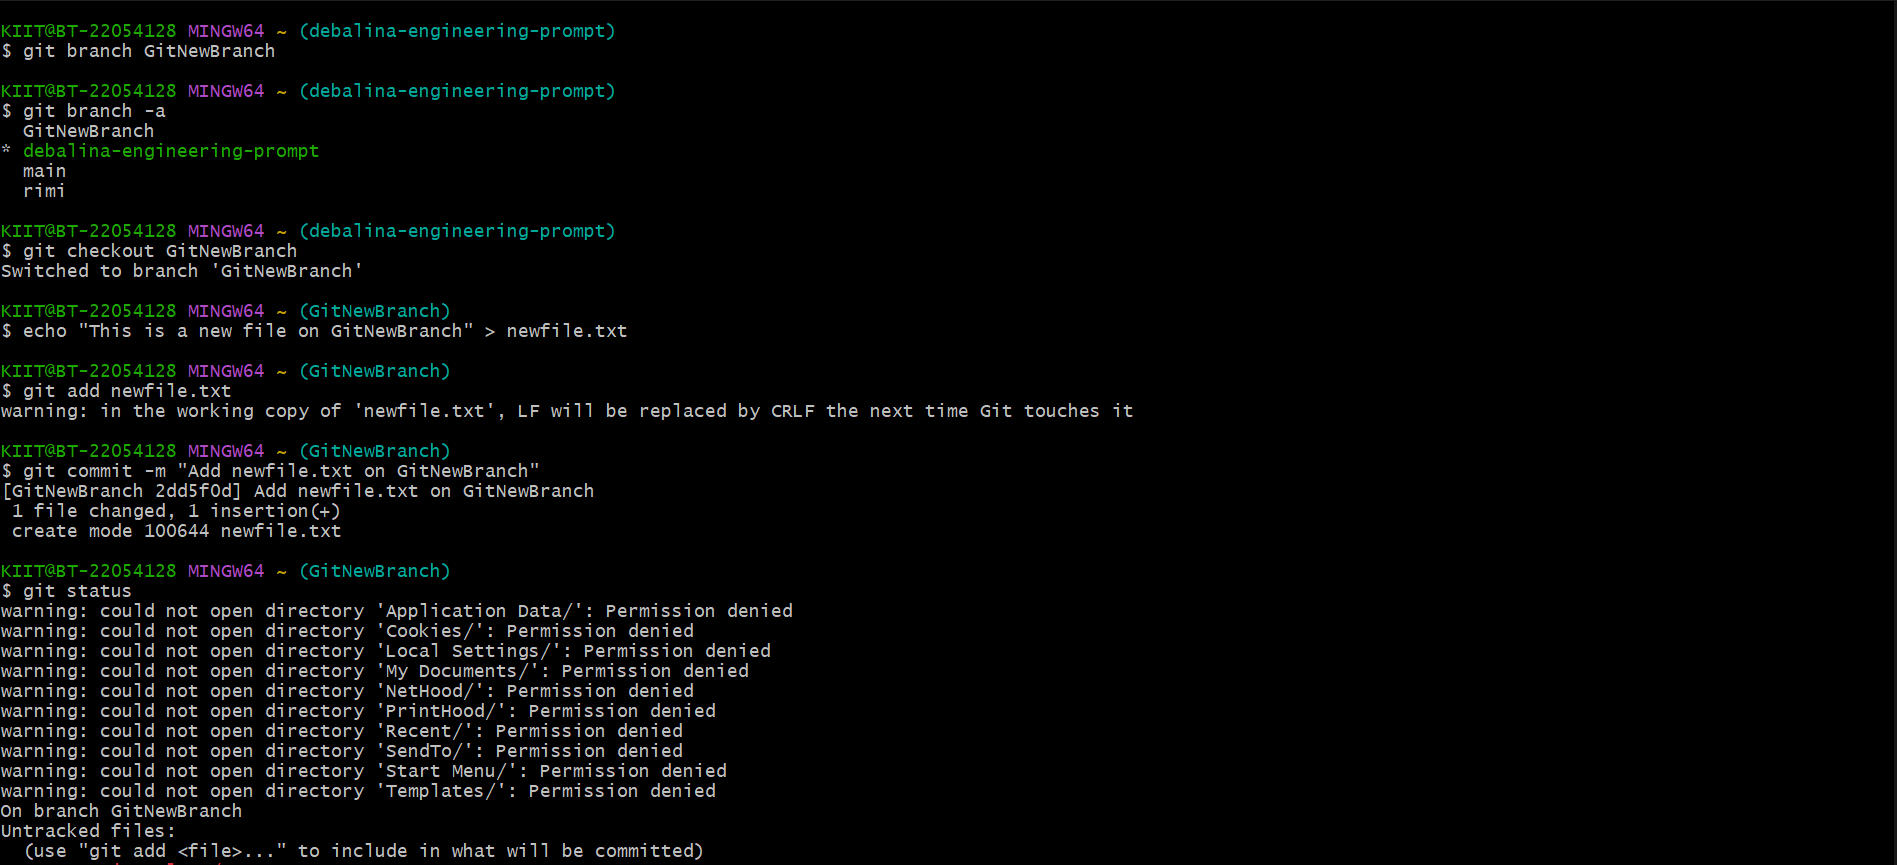 KIIT@BT-22054128 MINGW64 ~ (debalina-engineering-prompt)
$ git branch GitNewBranch
KIIT@BT-22054128 MINGW64 ~ (debalina-engineering-prompt)
$ git branch -a
GitNewBranch
* debalina-engineering-prompt
main
rimi
KIIT@BT-22054128 MINGW64 ~ (debalina-engineering-prompt)
$ git checkout GitNewBranch
Switched to branch 'GitNewBranch'
KIIT@BT-22054128 MINGW64 ~ (GitNewBranch)
$ echo "This is a new file on GitNewBranch" > newfile.txt
KIIT@BT-22054128 MINGW64 ~ (GitNewBranch)
$ git add newfile.txt
warning: in the working copy of 'newfile.txt', LF will be replaced by CRLF the next time Git touches it
KIIT@BT-22054128 MINGW64 ~ (GitNewBranch)
$ git commit -m "Add newfile.txt on GitNewBranch"
[GitNewBranch 2dd5f0d] Add newfile.txt on GitNewBranch
1 file changed, 1 insertion(+)
create mode 100644 newfile.txt
KIIT@BT-22054128 MINGW64 ~ (GitNewBranch)
$ git status
warning: could not open directory 'Application Data/': Permission denied
warning: could not open directory 'Cookies/': Permission denied
warning: could not open directory 'Local Settings/': Permission denied
warning: could not open directory 'My Documents/': Permission denied
warning: could not open directory 'NetHood/': Permission denied
warning: could not open directory 'PrintHood/': Permission denied
warning: could not open directory 'Recent/': Permission denied
warning: could not open directory 'SendTo/': Permission denied
warning: could not open directory 'Start Menu/': Permission denied
warning: could not open directory 'Templates/': Permission denied
On branch GitNewBranch
Untracked files:
(use "git add <file>..." to include in what will be committed)